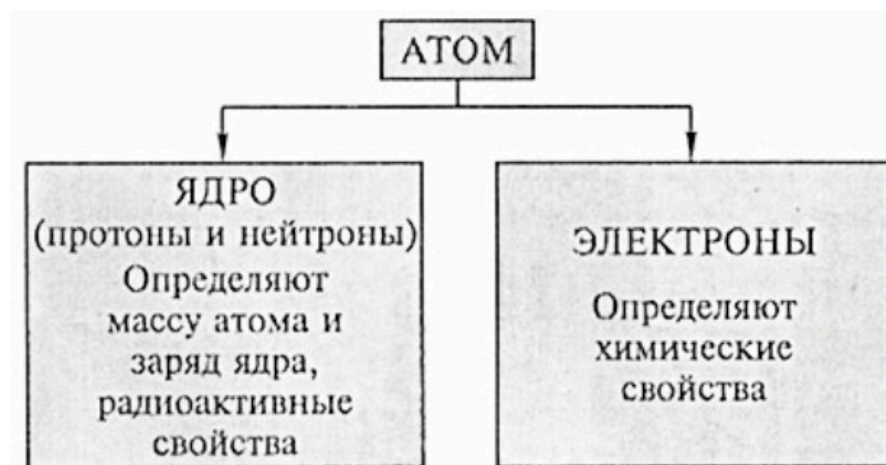 АТОМ
ЯДРО
(протоны и нейтроны)
Определяют
массу атома и
заряд ядра,
радиоактивные
свойства
ЭЛЕКТРОНЫ
Определяют
химические
свойства